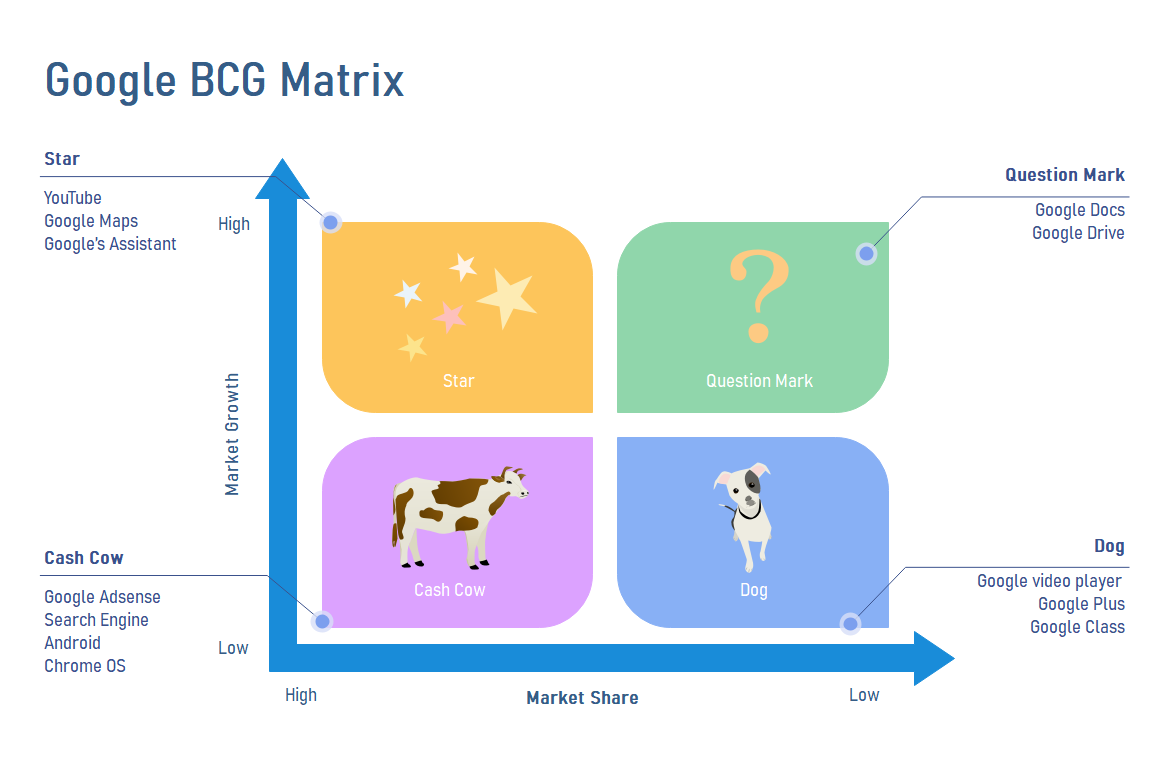 Google BCG Matrix
Star
YouTube
Google Maps
Google's Assistant
Question Mark
Google Docs
Google Drive
High
Market Growth
Low
Star
Question Mark
Cash Cow
Dog
Cash Cow
Google Adsense
Search Engine
Android
Chrome OS
Dog
Google video player
Google Plus
Google Class
High
Market Share
Low